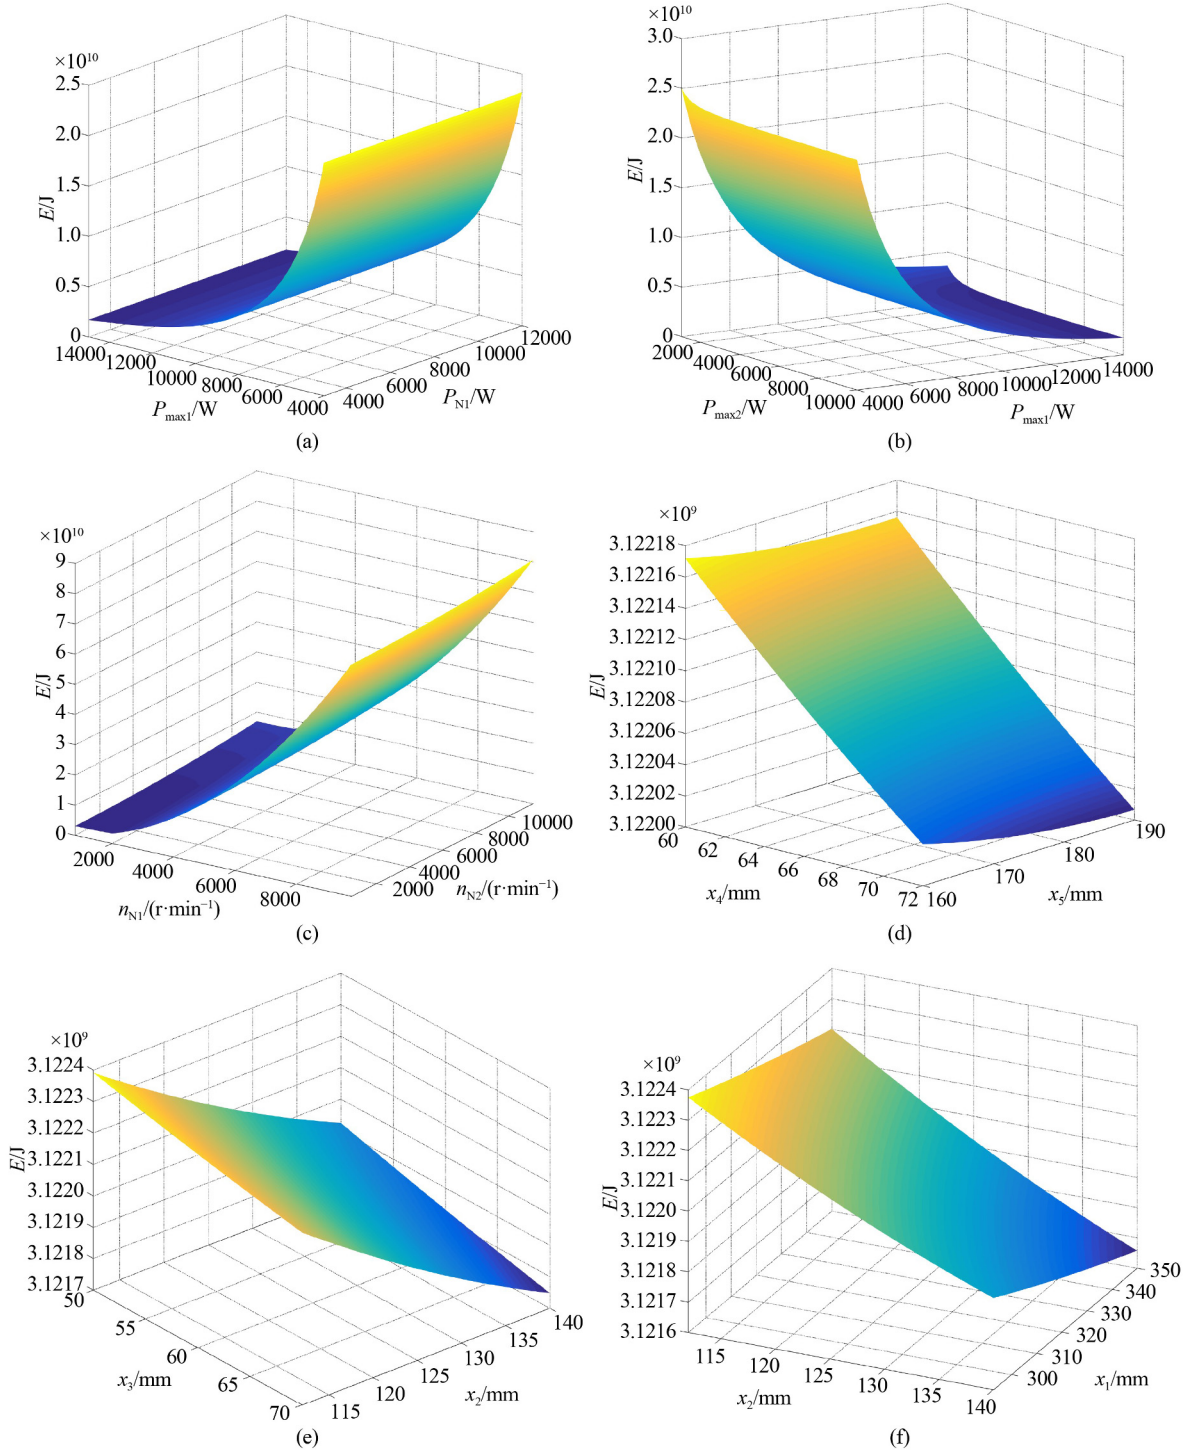 ×10¹⁰
2.5
2.0
1.5
1.0
0.5
0
E/J
14000 12000 10000 8000 6000 4000
P_max1/W
4000 6000 8000 10000 12000
P_N1/W
(a)
×10¹⁰
3.0
2.5
2.0
1.5
1.0
0.5
0
E/J
2000 4000 6000 8000 10000
P_max2/W
4000 6000 8000 10000 12000 14000
P_max1/W
(b)
×10¹⁰
9
8
7
6
5
4
3
2
1
0
E/J
2000 4000 6000 8000
n_N1/(r·min⁻¹)
2000 4000 6000 8000 10000
n_N2/(r·min⁻¹)
(c)
×10⁹
3.12218
3.12216
3.12214
3.12212
3.12210
3.12208
3.12206
3.12204
3.12202
3.12200
E/J
60 62 64 66 68 70 72
x₄/mm
160 170 180 190
x₅/mm
(d)
×10⁹
3.1224
3.1223
3.1222
3.1221
3.1220
3.1219
3.1218
3.1217
E/J
50 55 60 65 70
x₃/mm
115 120 125 130 135 140
x₂/mm
(e)
×10⁹
3.1224
3.1223
3.1222
3.1221
3.1220
3.1219
3.1218
3.1217
3.1216
E/J
115 120 125 130 135 140
x₂/mm
300 310 320 330 340 350
x₁/mm
(f)